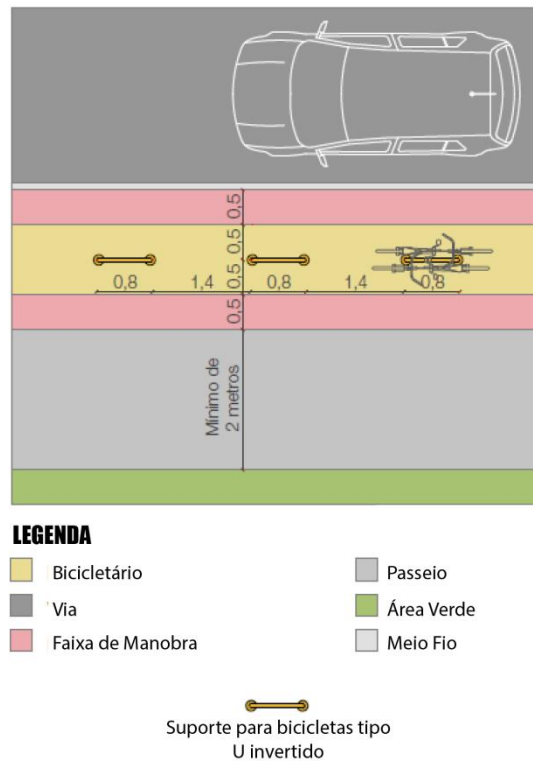 0,5
0,5
0,5
0,8 1,4 0,8 1,4 0,8
0,5
Mínimo de
2 metros
LEGENDA
Bicicletário
Passeio
Via
Área Verde
Faixa de Manobra
Meio Fio
Suporte para bicicletas tipo
U invertido